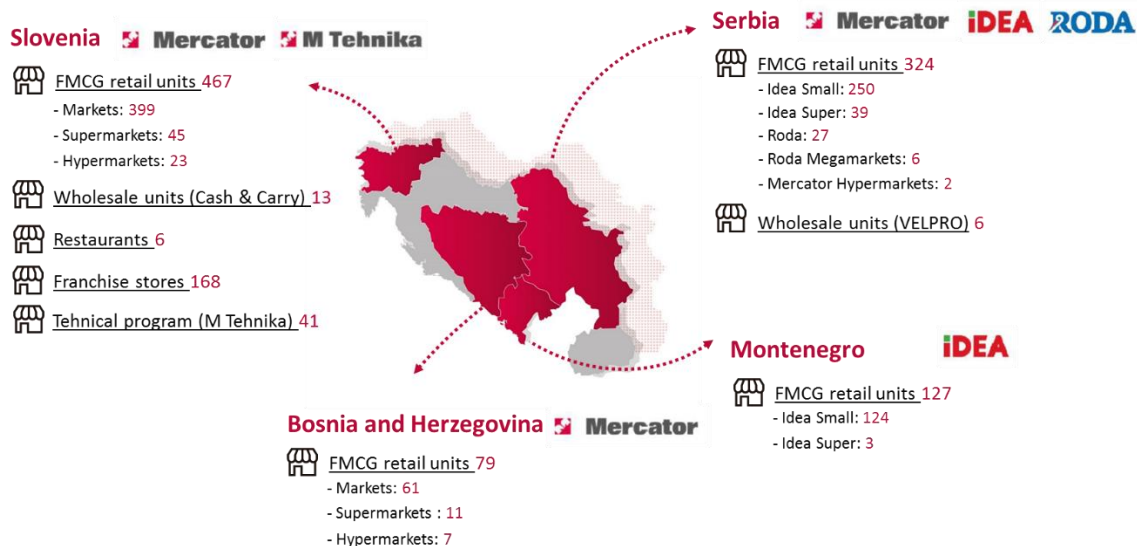 Slovenia Mercator M Tehnika
FMCG retail units 467
- Markets: 399
- Supermarkets: 45
- Hypermarkets: 23
Wholesale units (Cash & Carry) 13
Restaurants 6
Franchise stores 168
Tehnical program (M Tehnika) 41
Serbia Mercator iDEA RODA
FMCG retail units 324
- Idea Small: 250
- Idea Super: 39
- Roda: 27
- Roda Megamarkets: 6
- Mercator Hypermarkets: 2
Wholesale units (VELPRO) 6
Montenegro iDEA
FMCG retail units 127
- Idea Small: 124
- Idea Super: 3
Bosnia and Herzegovina Mercator
FMCG retail units 79
- Markets: 61
- Supermarkets : 11
- Hypermarkets: 7